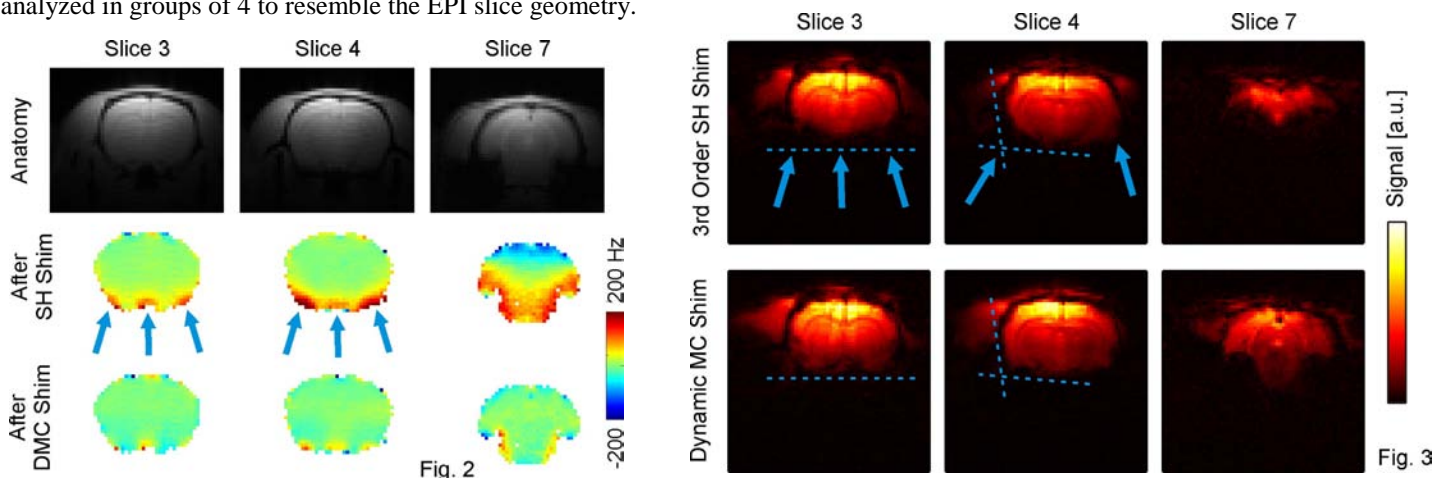 analyzed in groups of 4 to resemble the EPI slice geometry.
Slice 3 Slice 4 Slice 7
Anatomy
After
SH Shim
After
DMC Shim
200 Hz
-200
Fig. 2
Slice 3 Slice 4 Slice 7
3rd Order SH Shim
Dynamic MC Shim
Signal [a.u.]
Fig. 3